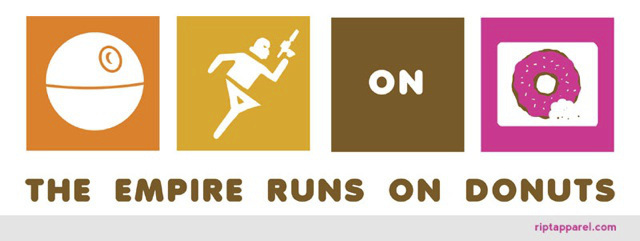 ON
THE EMPIRE RUNS ON DONUTS
riptapparel.com